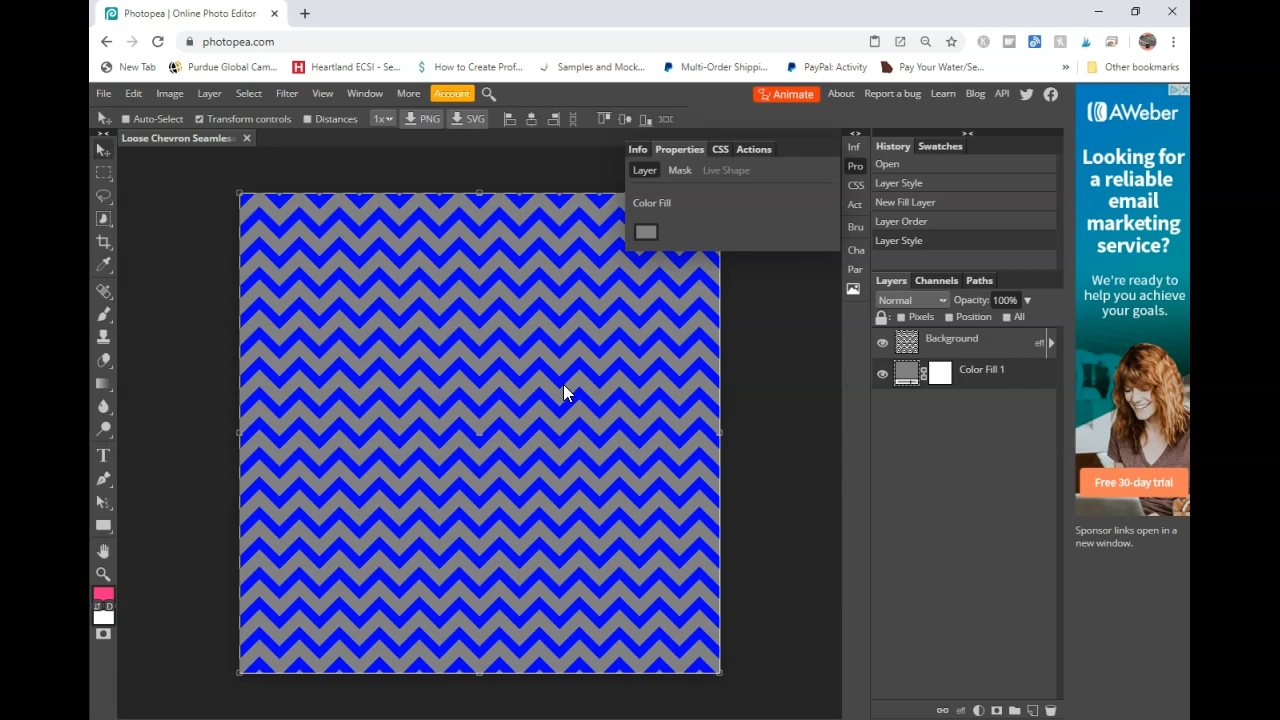 Photopea | Online Photo Editor
photopea.com
New Tab Purdue Global Cam... Heartland ECSI - Se... How to Create Prof... Samples and Mock... Multi-Order Shippi... PayPal: Activity Pay Your Water/Se... » Other bookmarks
File Edit Image Layer Select Filter View Window More Account Animate About Report a bug Learn Blog API
Auto-Select Transform controls Distances 1x PNG SVG
Loose Chevron Seamless
Info Properties CSS Actions
Layer Mask Live Shape
Color Fill
Inf
Pro
CSS
Act
Bru
Cha
Par
History Swatches
Open
Layer Style
New Fill Layer
Layer Order
Layer Style
Layers Channels Paths
Normal Opacity: 100%
Pixels Position All
Background eff
Color Fill 1
eff
T
D
AWeber
Looking for
a reliable
email
marketing
service?
We're ready to
help you achieve
your goals.
Free 30-day trial
Sponsor links open in a
new window.